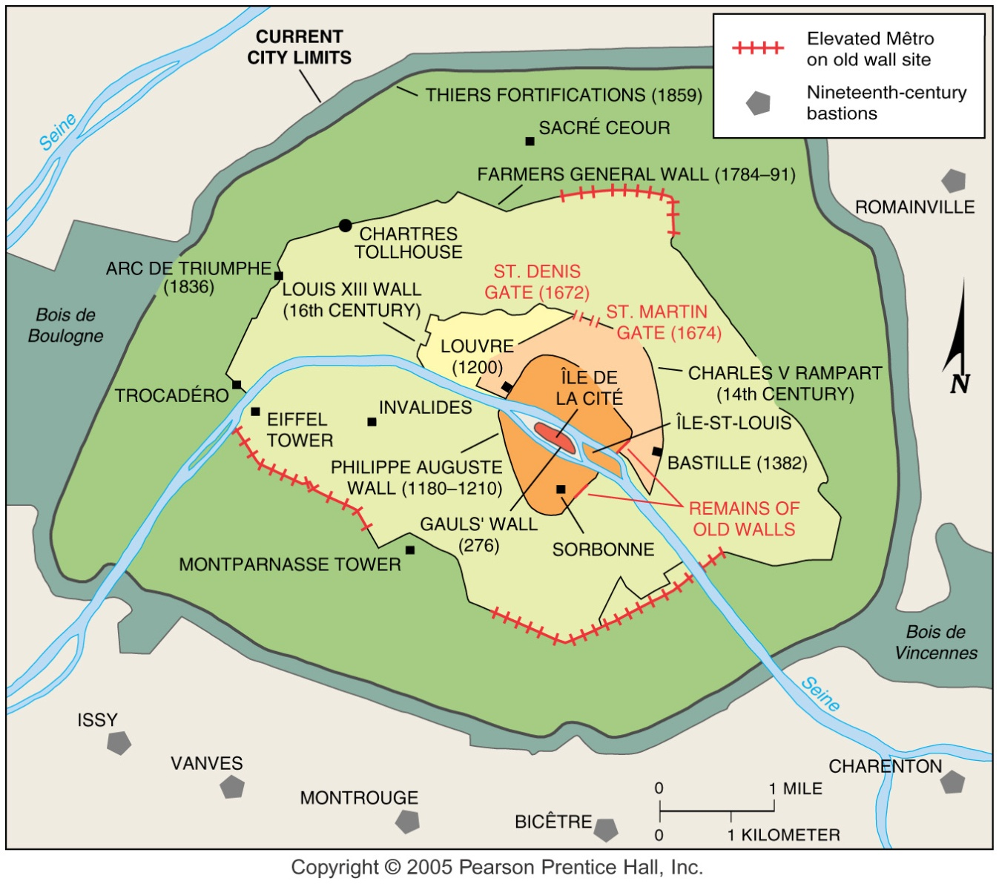 CURRENT
CITY LIMITS
Elevated Mêtro
on old wall site
Nineteenth-century
bastions
THIERS FORTIFICATIONS (1859)
Seine
SACRÉ CEOUR
FARMERS GENERAL WALL (1784–91)
ROMAINVILLE
CHARTRES
TOLLHOUSE
ARC DE TRIUMPHE
(1836)
LOUIS XIII WALL
(16th CENTURY)
ST. DENIS
GATE (1672)
ST. MARTIN
GATE (1674)
Bois de
Boulogne
LOUVRE
(1200)
ÎLE DE
LA CITÉ
CHARLES V RAMPART
(14th CENTURY)
N
TROCADÉRO
EIFFEL
TOWER
INVALIDES
ÎLE-ST-LOUIS
BASTILLE (1382)
PHILIPPE AUGUSTE
WALL (1180–1210)
GAULS' WALL
(276)
SORBONNE
REMAINS OF
OLD WALLS
MONTPARNASSE TOWER
Bois de
Vincennes
Seine
ISSY
VANVES
MONTROUGE
BICÊTRE
CHARENTON
0 1 MILE
0 1 KILOMETER
Copyright © 2005 Pearson Prentice Hall, Inc.